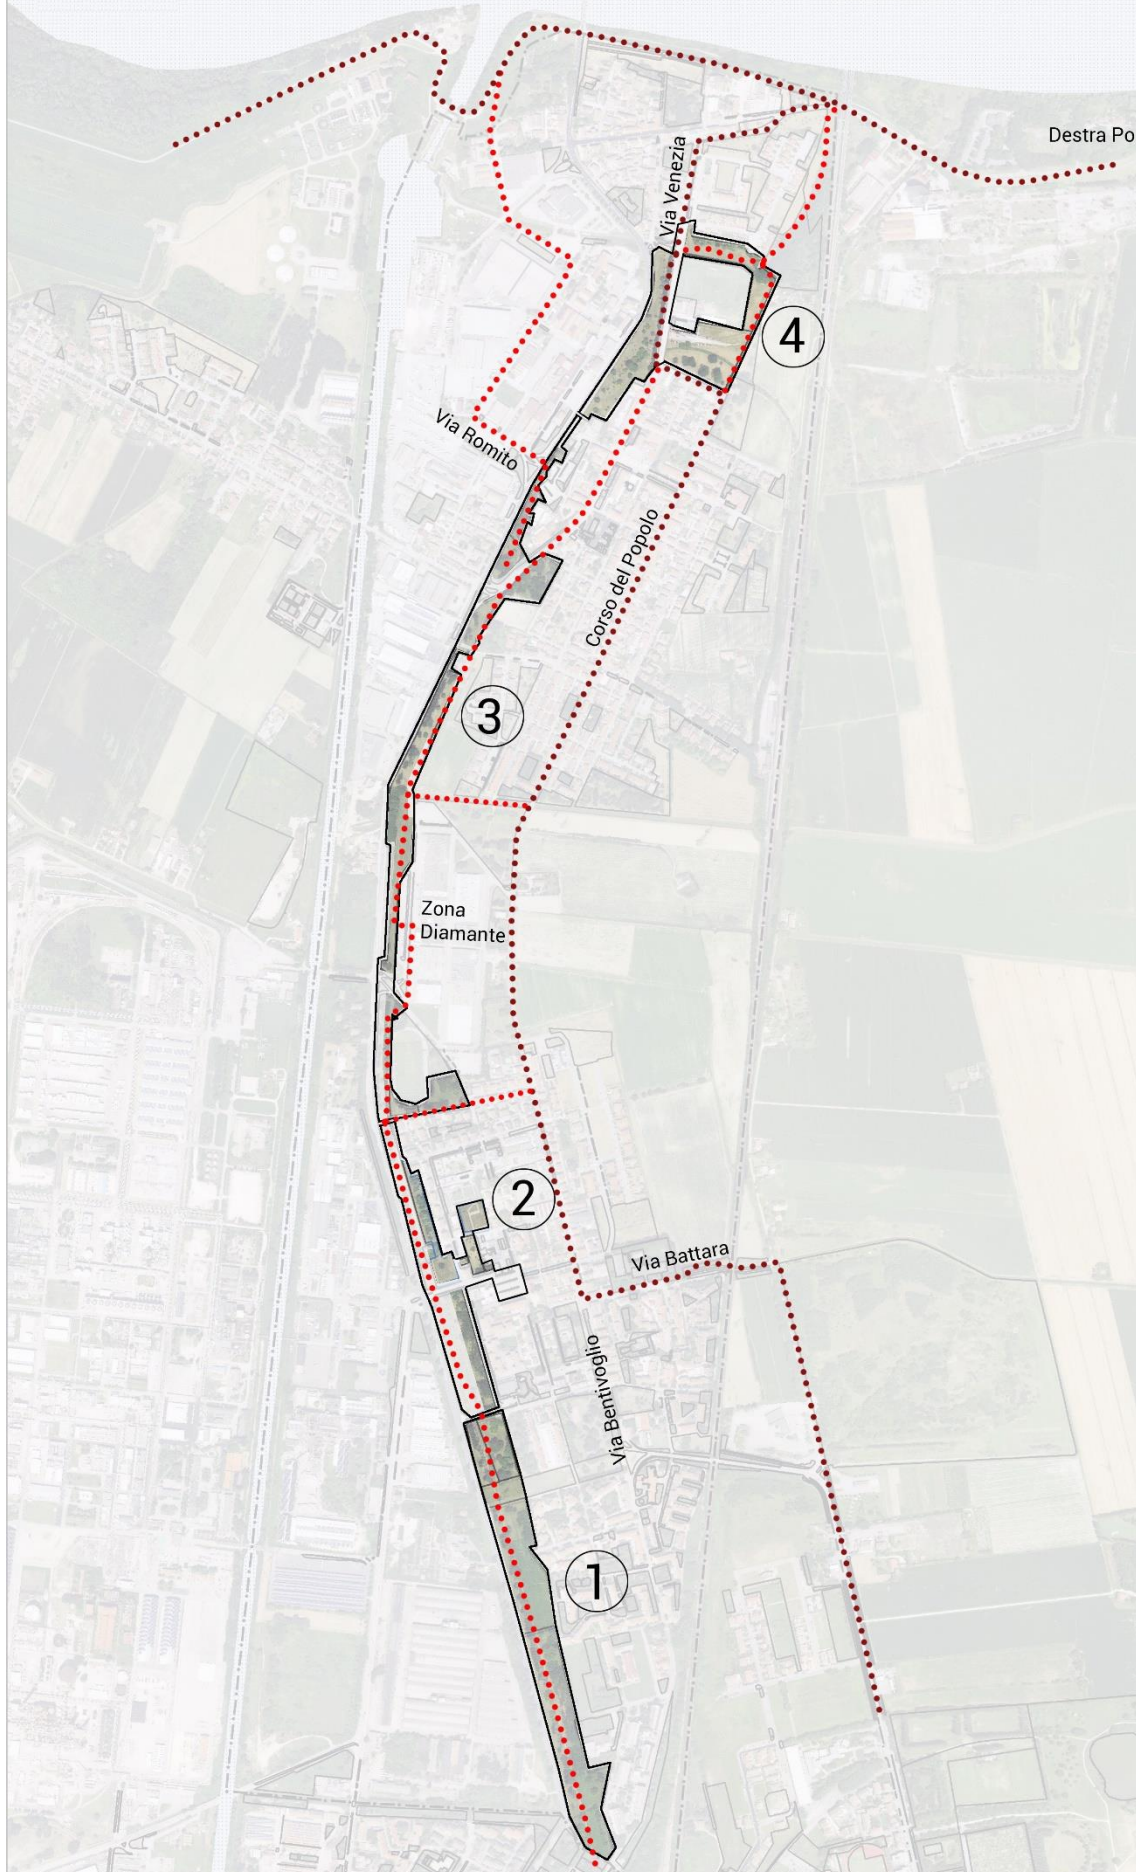 Destra Po
Via Venezia
4
Via Romito
Corso del Popolo
3
Zona
Diamante
2
Via Battara
Via Bentivoglio
1